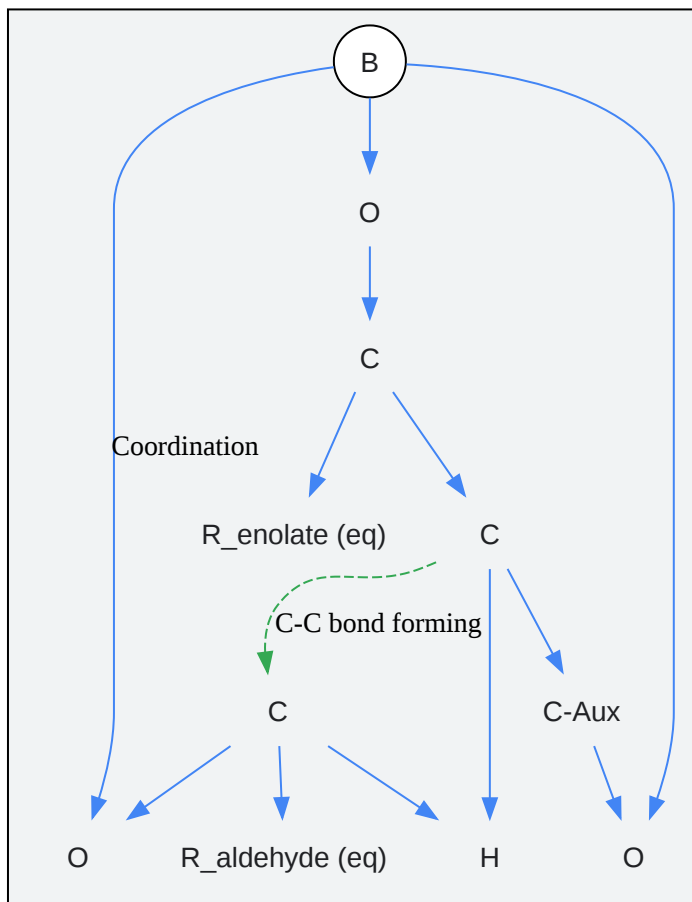 B
O
C
Coordination
R_enolate (eq)
C
C-C bond forming
C
C-Aux
O
R_aldehyde (eq)
H
O